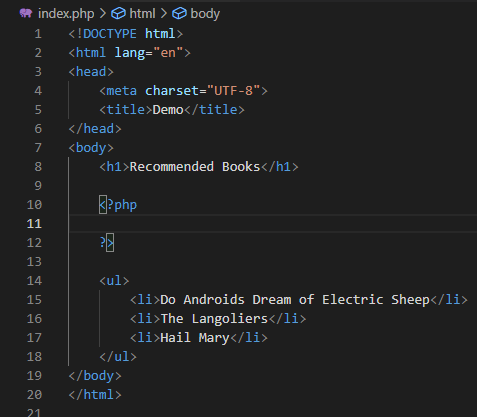 index.php > html > body
1 <!DOCTYPE html>
2 <html lang="en">
3 <head>
4 <meta charset="UTF-8">
5 <title>Demo</title>
6 </head>
7 <body>
8 <h1>Recommended Books</h1>
9
10 <?php
11
12 ?>
13
14 <ul>
15 <li>Do Androids Dream of Electric Sheep</li>
16 <li>The Langoliers</li>
17 <li>Hail Mary</li>
18 </ul>
19 </body>
20 </html>
21